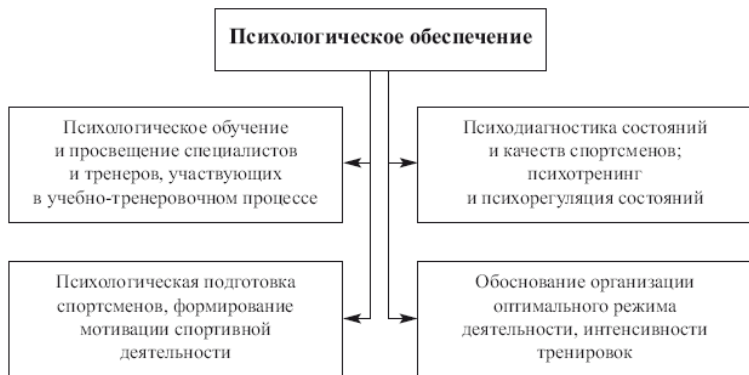 Психологическое обеспечение
Психологическое обучение
и просвещение специалистов
и тренеров, участвующих
в учебно-тренеровочном процессе
Психодиагностика состояний
и качеств спортсменов;
психотренинг
и психорегуляция состояний
Психологическая подготовка
спортсменов, формирование
мотивации спортивной
деятельности
Обоснование организации
оптимального режима
деятельности, интенсивности
тренировок